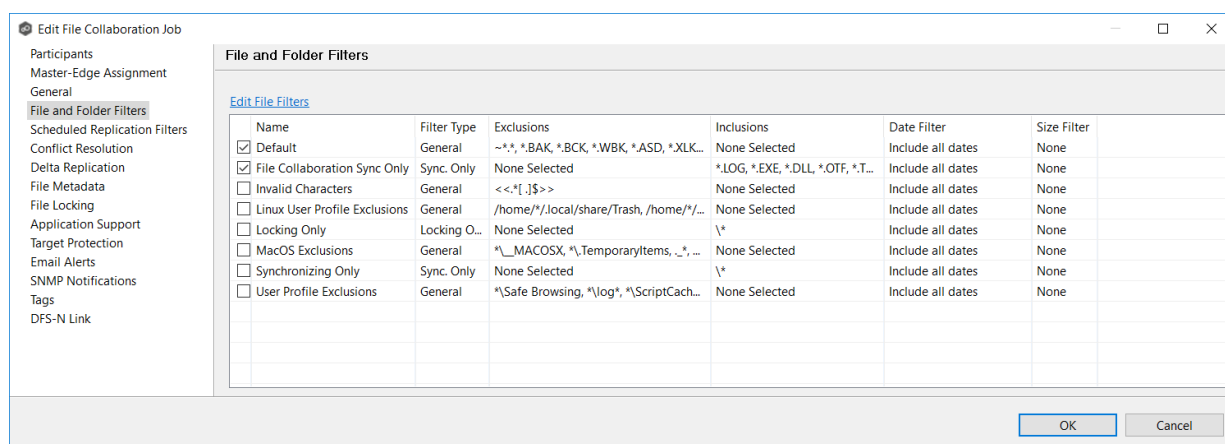 Edit File Collaboration Job
Participants
Master-Edge Assignment
General
File and Folder Filters
Scheduled Replication Filters
Conflict Resolution
Delta Replication
File Metadata
File Locking
Application Support
Target Protection
Email Alerts
SNMP Notifications
Tags
DFS-N Link
File and Folder Filters
Edit File Filters
Name Filter Type Exclusions Inclusions Date Filter Size Filter
Default General ~*.*, *.BAK, *.BCK, *.WBK, *.ASD, *.XLK... None Selected Include all dates None
File Collaboration Sync Only Sync. Only None Selected *.LOG, *.EXE, *.DLL, *.OTF, *.T... Include all dates None
Invalid Characters General <<.*[ .]$>> None Selected Include all dates None
Linux User Profile Exclusions General /home/*/.local/share/Trash, /home/*/... None Selected Include all dates None
Locking Only Locking O... None Selected \* Include all dates None
MacOS Exclusions General *\__MACOSX, *\.TemporaryItems, ._*, ... None Selected Include all dates None
Synchronizing Only Sync. Only None Selected \* Include all dates None
User Profile Exclusions General *\Safe Browsing, *\log*, *\ScriptCach... None Selected Include all dates None
OK Cancel